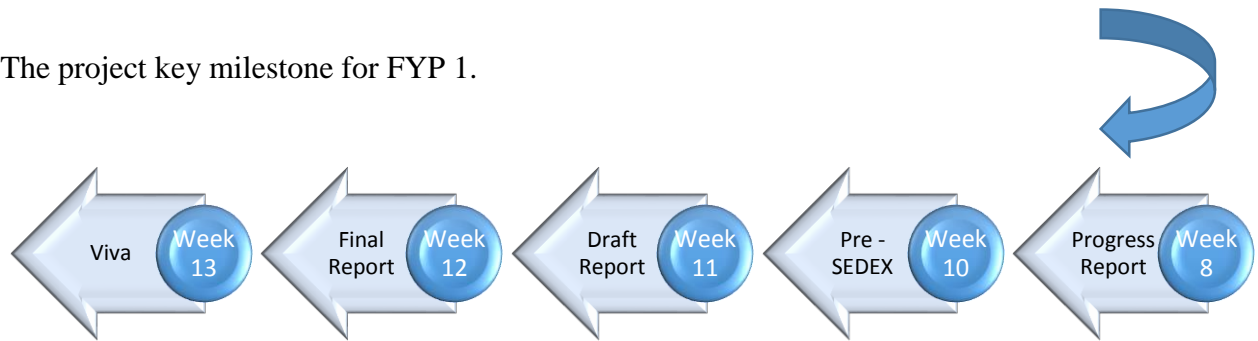 The project key milestone for FYP 1.
Viva
Week
13
Final
Report
Week
12
Draft
Report
Week
11
Pre -
SEDEX
Week
10
Progress
Report
Week
8